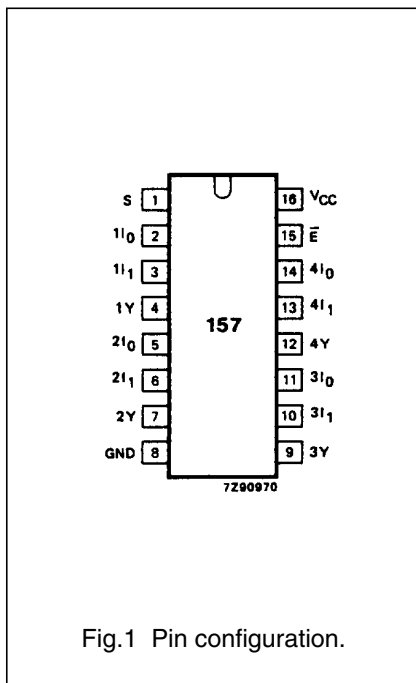 S 1 16 VCC
1I0 2 15 E̅
1I1 3 14 4I0
1Y 4 13 4I1
157
2I0 5 12 4Y
2I1 6 11 3I0
2Y 7 10 3I1
GND 8 9 3Y
7Z90970
Fig.1 Pin configuration.